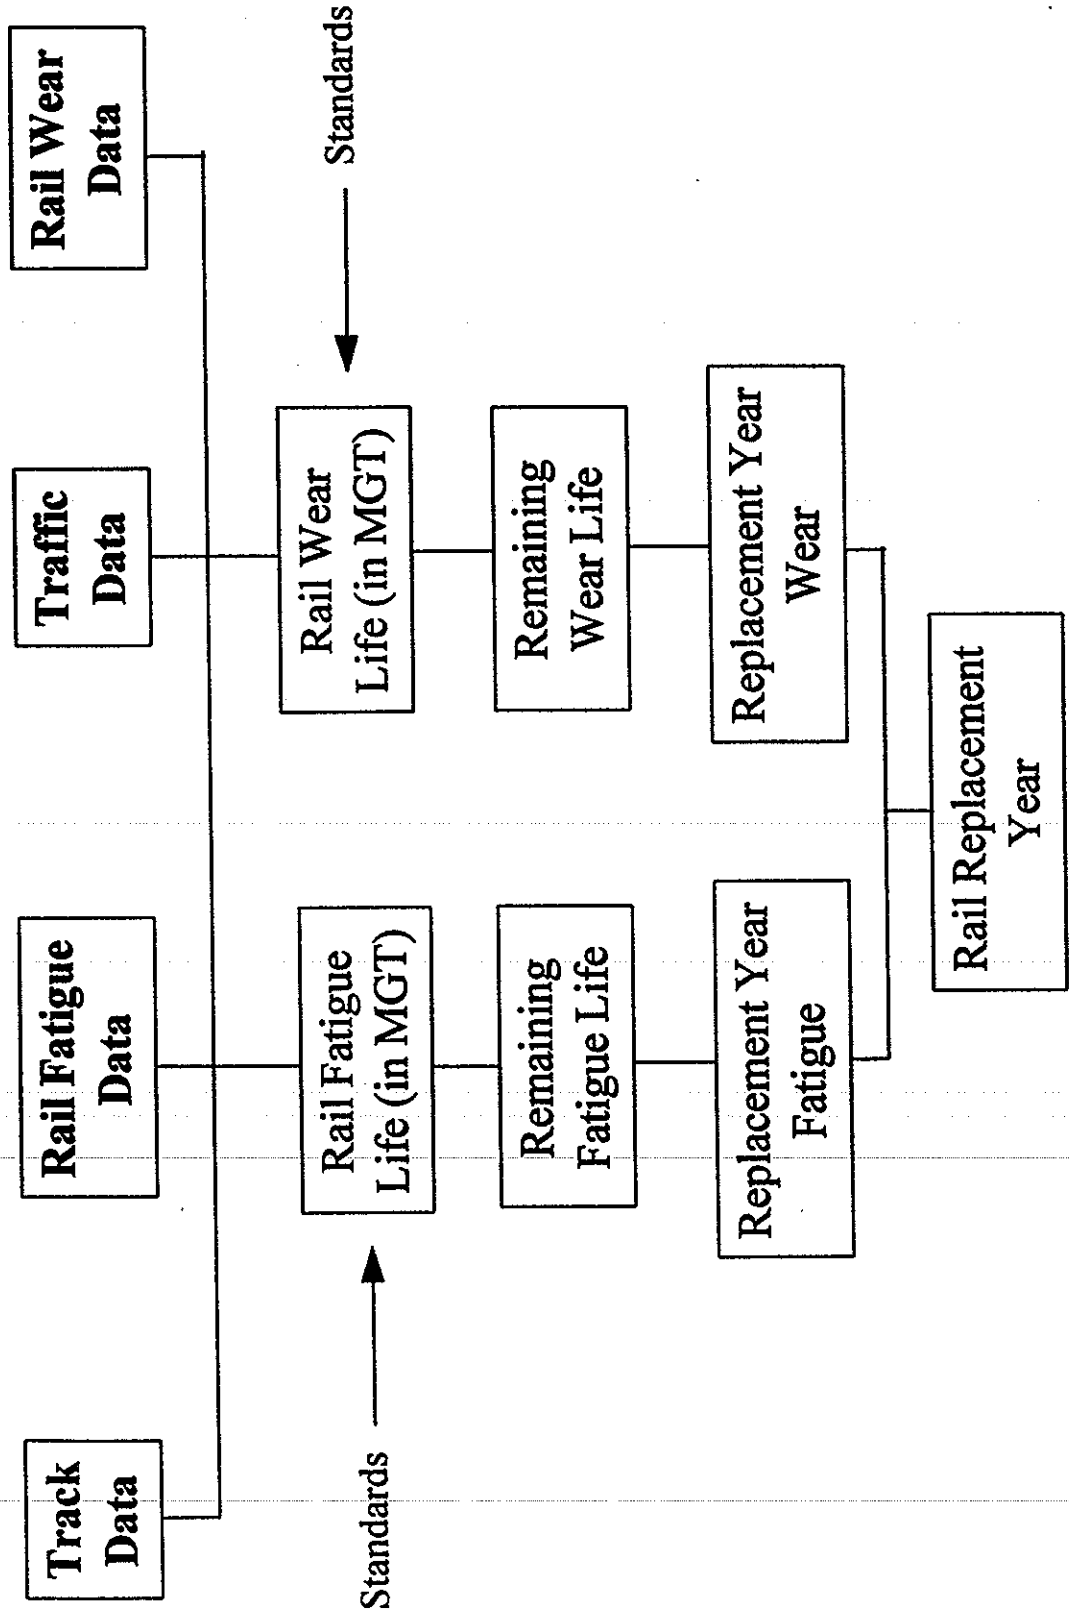 Track
Data
Rail Fatigue
Data
Traffic
Data
Rail Wear
Data
Standards
Rail Fatigue
Life (in MGT)
Rail Wear
Life (in MGT)
Standards
Remaining
Fatigue Life
Remaining
Wear Life
Replacement Year
Fatigue
Replacement Year
Wear
Rail Replacement
Year